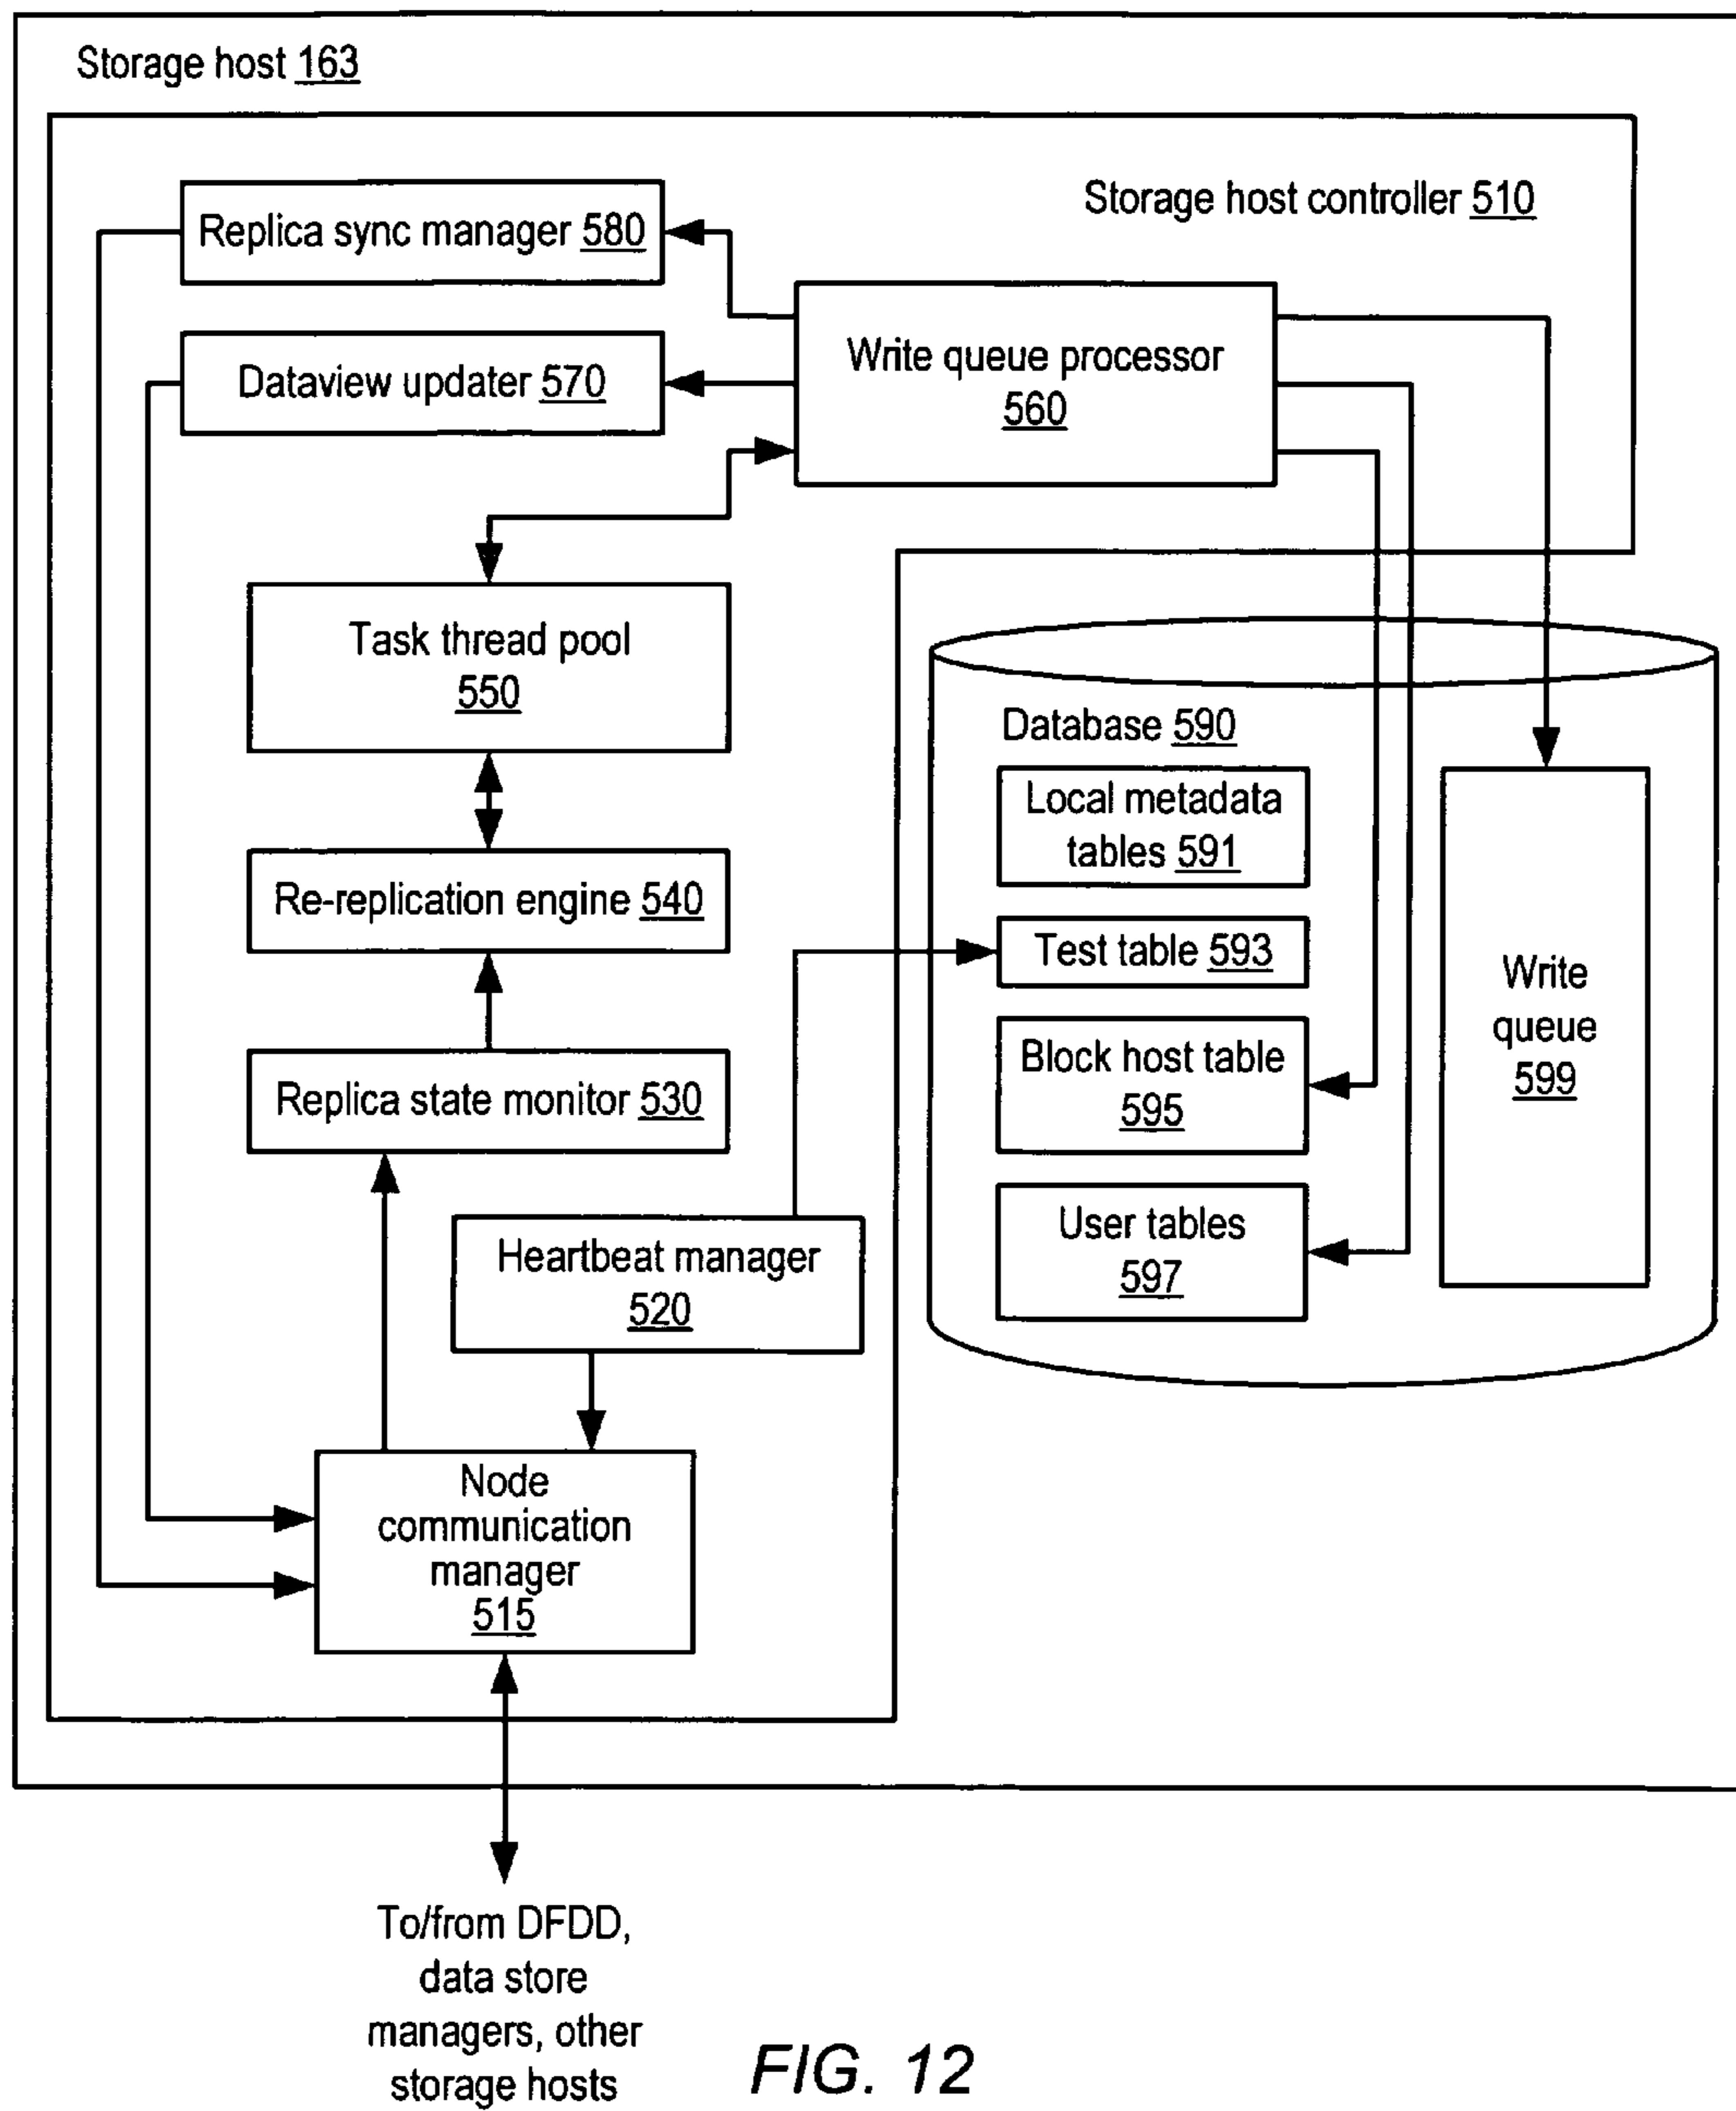 Storage host 163
Storage host controller 510
Replica sync manager 580
Dataview updater 570
Write queue processor
560
Task thread pool
550
Re-replication engine 540
Replica state monitor 530
Heartbeat manager
520
Node
communication
manager
515
Database 590
Local metadata
tables 591
Test table 593
Block host table
595
User tables
597
Write
queue
599
To/from DFDD,
data store
managers, other
storage hosts
FIG. 12